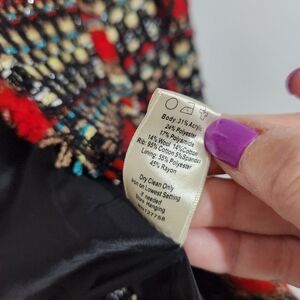 Body: 31% Acrylic
24% Polyester
17% Polyamide
14% Wool 14% Cotton
Rib: 95% Cotton 5% Spandex
Lining: 55% Polyester
45% Rayon
Dry Clean Only
Iron on Lowest Setting
If needed
Store Hanging